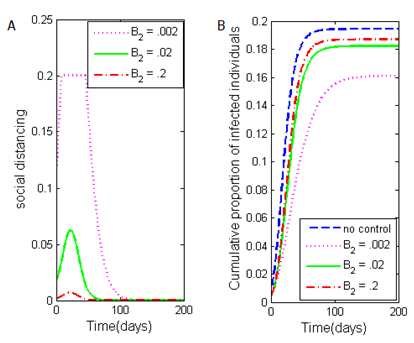 A
B₂ = .002
B₂ = .02
B₂ = .2
0.25
0.2
0.15
0.1
0.05
0
social distancing
0
100
200
Time(days)
B
0.2
0.18
0.16
0.14
0.12
0.1
0.08
0.06
0.04
0.02
0
Cumulative proportion of infected individuals
no control
B₂ = .002
B₂ = .02
B₂ = .2
0
100
200
Time(days)